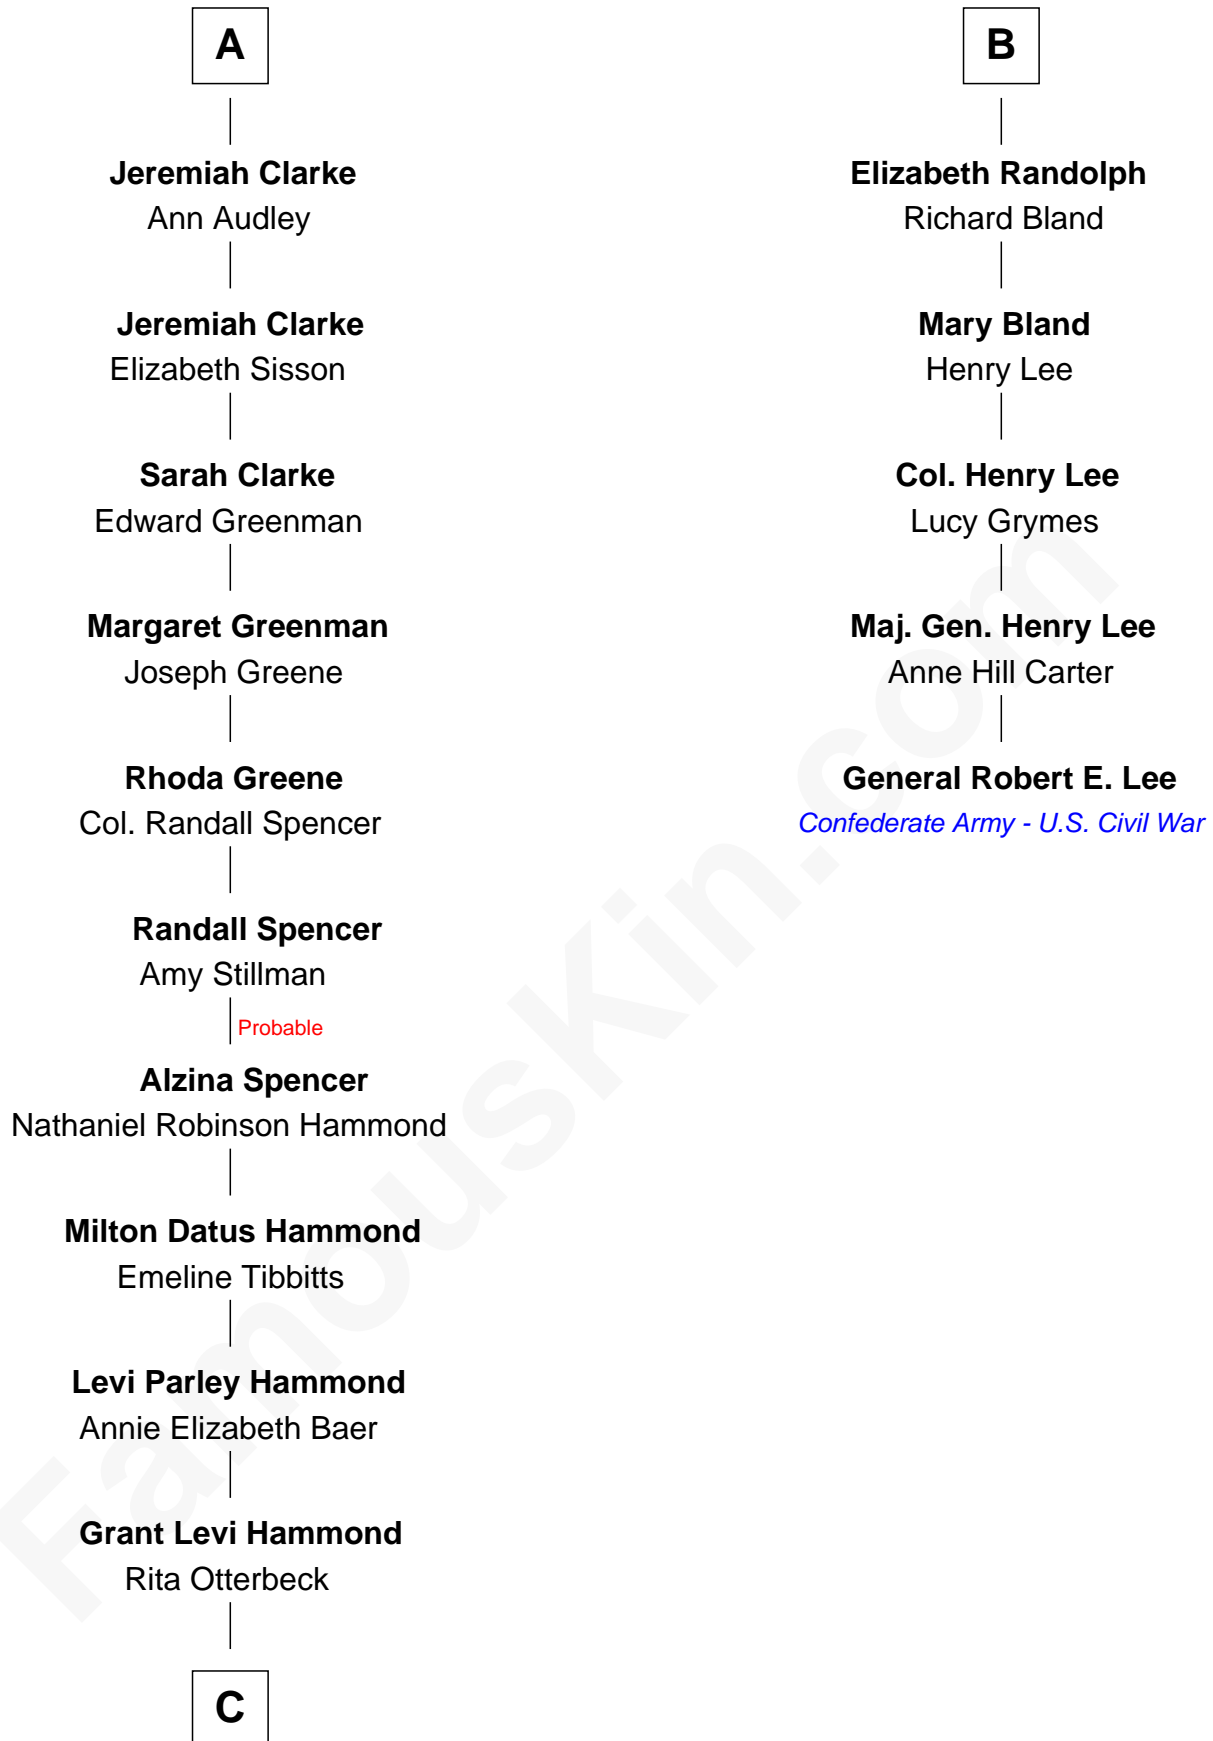 A
Jeremiah Clarke
Ann Audley
Jeremiah Clarke
Elizabeth Sisson
Sarah Clarke
Edward Greenman
Margaret Greenman
Joseph Greene
Rhoda Greene
Col. Randall Spencer
Randall Spencer
Amy Stillman
Probable
Alzina Spencer
Nathaniel Robinson Hammond
Milton Datus Hammond
Emeline Tibbitts
Levi Parley Hammond
Annie Elizabeth Baer
Grant Levi Hammond
Rita Otterbeck
C
B
Elizabeth Randolph
Richard Bland
Mary Bland
Henry Lee
Col. Henry Lee
Lucy Grymes
Maj. Gen. Henry Lee
Anne Hill Carter
General Robert E. Lee
Confederate Army - U.S. Civil War
FamousKin.com